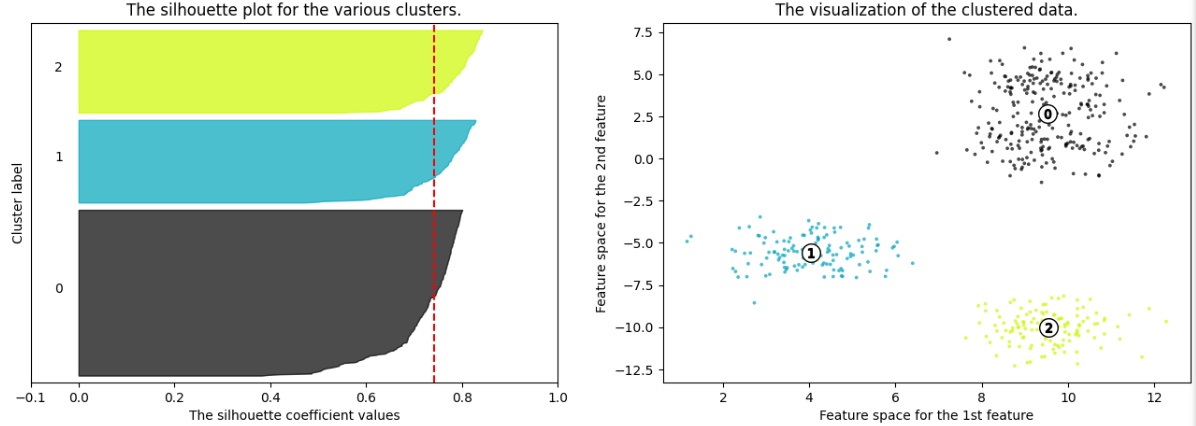 The silhouette plot for the various clusters.
Cluster label
2
1
0
−0.1 0.0 0.2 0.4 0.6 0.8 1.0
The silhouette coefficient values
The visualization of the clustered data.
Feature space for the 2nd feature
7.5
5.0
2.5
0.0
−2.5
−5.0
−7.5
−10.0
−12.5
0
1
2
2 4 6 8 10 12
Feature space for the 1st feature